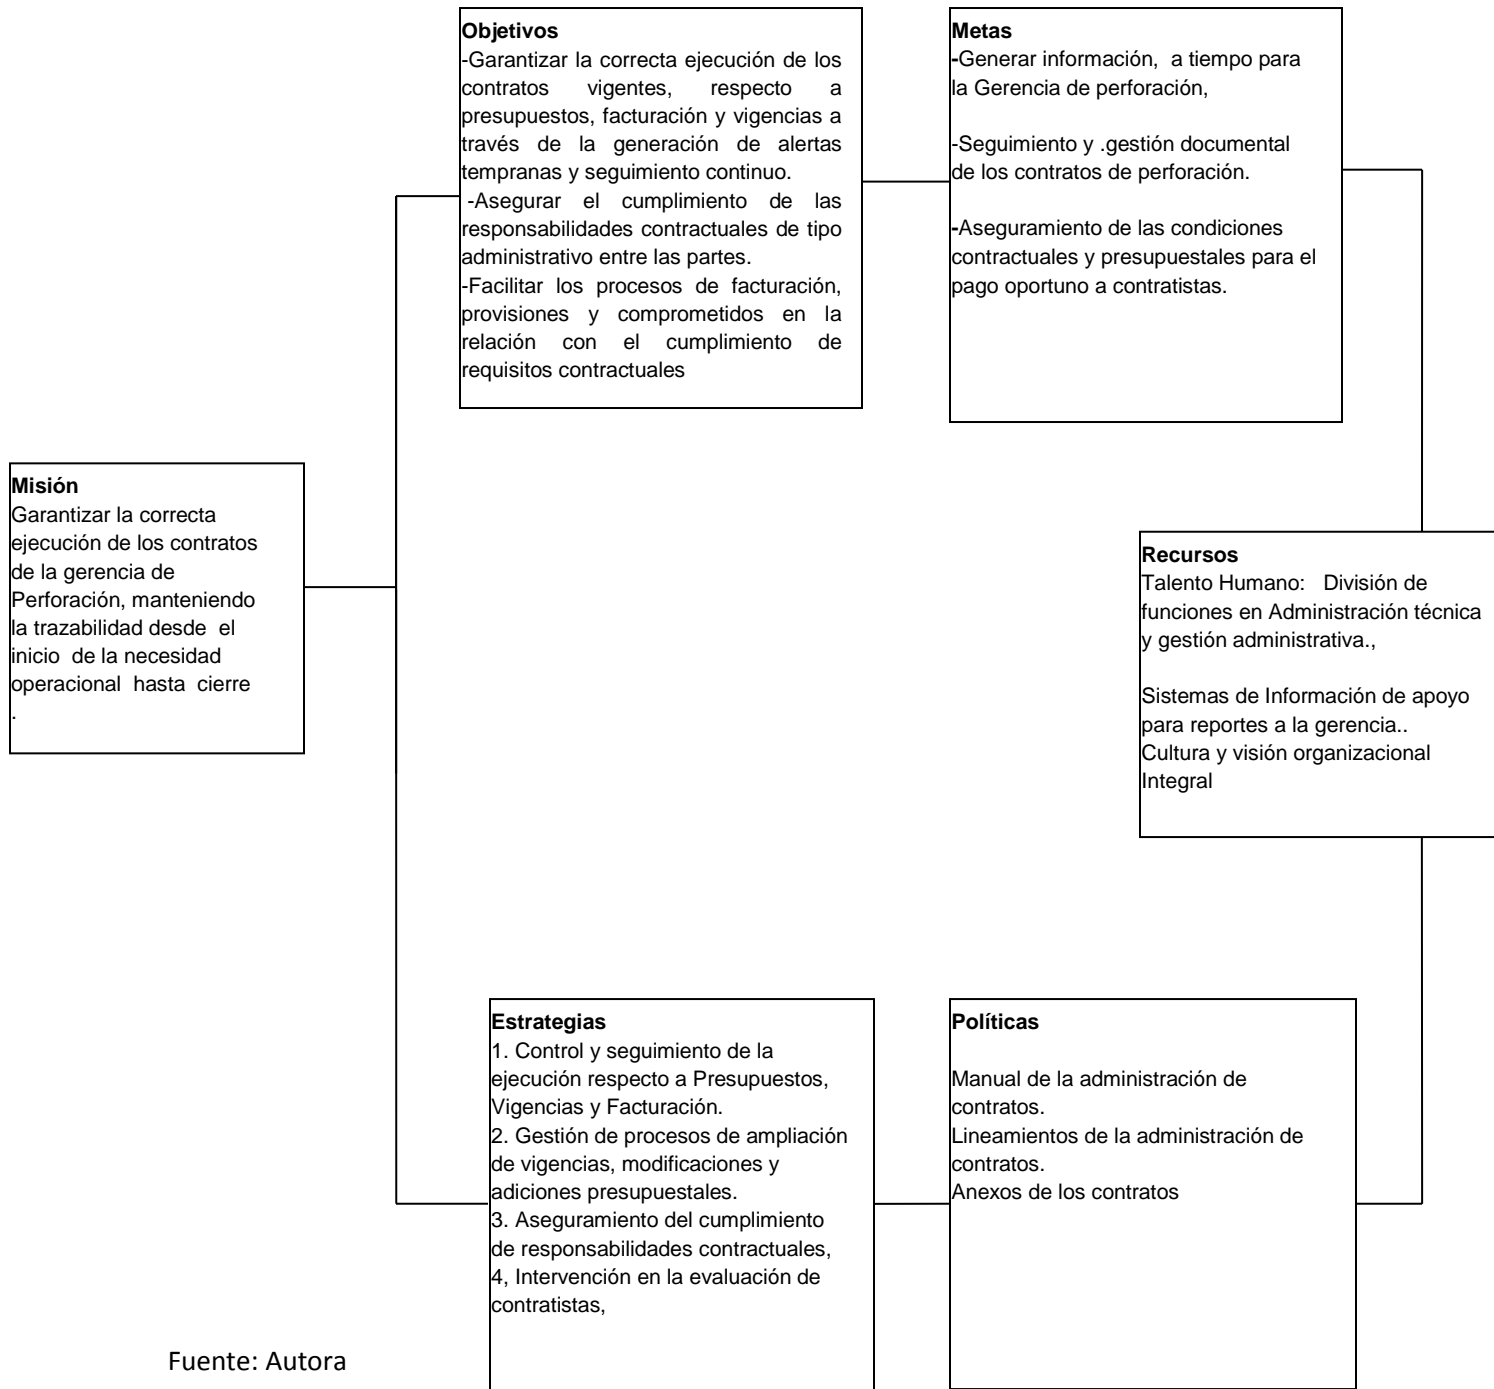 Objetivos
-Garantizar la correcta ejecución de los
contratos vigentes, respecto a
presupuestos, facturación y vigencias a
través de la generación de alertas
tempranas y seguimiento continuo.
-Asegurar el cumplimiento de las
responsabilidades contractuales de tipo
administrativo entre las partes.
-Facilitar los procesos de facturación,
provisiones y comprometidos en la
relación con el cumplimiento de
requisitos contractuales
Metas
-Generar información, a tiempo para
la Gerencia de perforación,
-Seguimiento y .gestión documental
de los contratos de perforación.
-Aseguramiento de las condiciones
contractuales y presupuestales para el
pago oportuno a contratistas.
Misión
Garantizar la correcta
ejecución de los contratos
de la gerencia de
Perforación, manteniendo
la trazabilidad desde el
inicio de la necesidad
operacional hasta cierre
.
Recursos
Talento Humano: División de
funciones en Administración técnica
y gestión administrativa.,
Sistemas de Información de apoyo
para reportes a la gerencia..
Cultura y visión organizacional
Integral
Estrategias
1. Control y seguimiento de la
ejecución respecto a Presupuestos,
Vigencias y Facturación.
2. Gestión de procesos de ampliación
de vigencias, modificaciones y
adiciones presupuestales.
3. Aseguramiento del cumplimiento
de responsabilidades contractuales,
4, Intervención en la evaluación de
contratistas,
Políticas
Manual de la administración de
contratos.
Lineamientos de la administración de
contratos.
Anexos de los contratos
Fuente: Autora